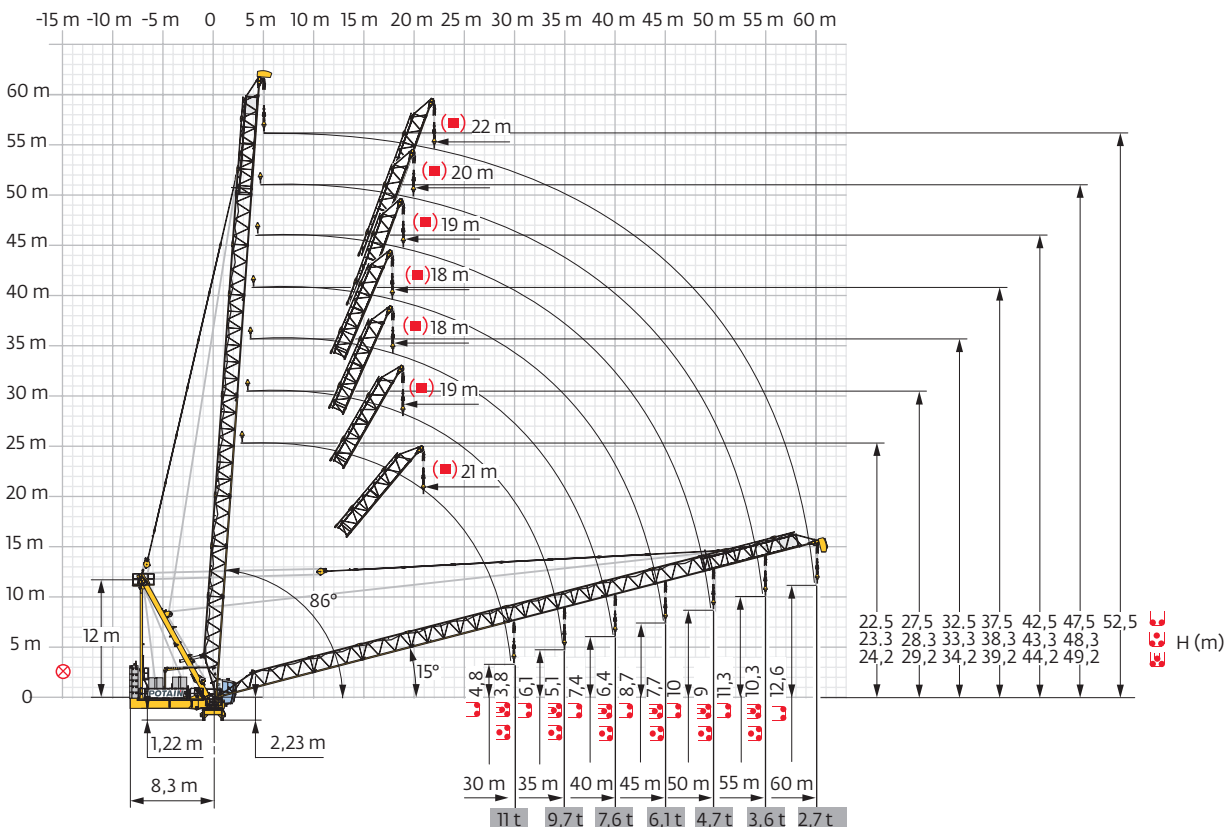 -15 m -10 m -5 m 0 5 m 10 m 15 m 20 m 25 m 30 m 35 m 40 m 45 m 50 m 55 m 60 m
60 m
55 m
50 m
45 m
40 m
35 m
30 m
25 m
20 m
15 m
10 m
5 m
0
22 m
20 m
19 m
18 m
18 m
19 m
21 m
86°
15°
12 m
POTAIN
1,22 m
2,23 m
8,3 m
22,5 27,5 32,5 37,5 42,5 47,5 52,5
23,3 28,3 33,3 38,3 43,3 48,3
24,2 29,2 34,2 39,2 44,2 49,2
H (m)
4,8 3,8 6,1 5,1 7,4 6,4 8,7 7,7 10 9 11,3 10,3 12,6
30 m 35 m 40 m 45 m 50 m 55 m 60 m
11 t 9,7 t 7,6 t 6,1 t 4,7 t 3,6 t 2,7 t